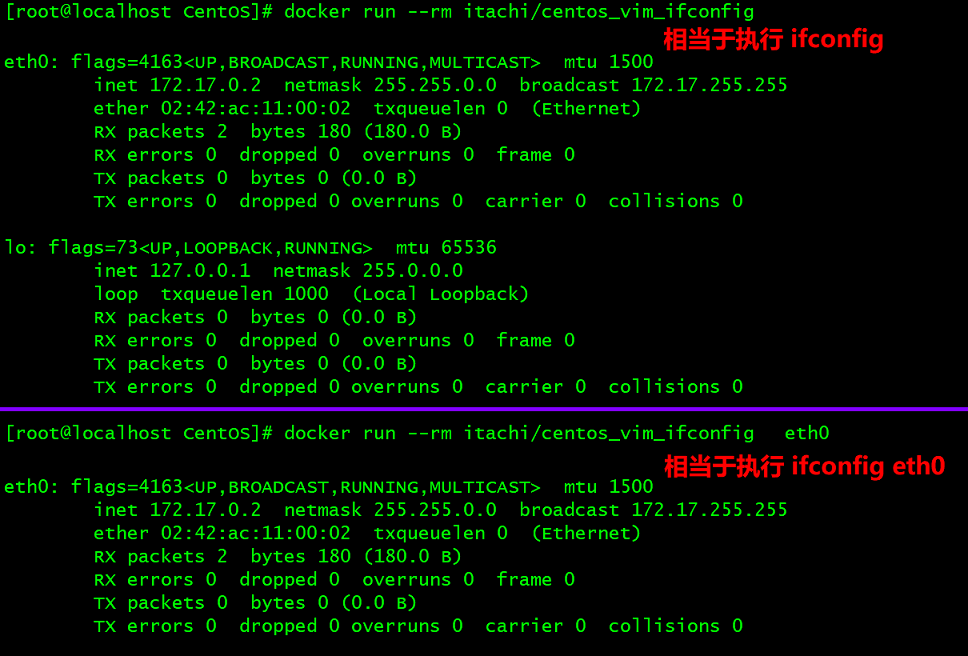 [root@localhost CentOS]# docker run --rm itachi/centos_vim_ifconfig
相当于执行 ifconfig
eth0: flags=4163<UP,BROADCAST,RUNNING,MULTICAST>  mtu 1500
        inet 172.17.0.2  netmask 255.255.0.0  broadcast 172.17.255.255
        ether 02:42:ac:11:00:02  txqueuelen 0  (Ethernet)
        RX packets 2  bytes 180 (180.0 B)
        RX errors 0  dropped 0  overruns 0  frame 0
        TX packets 0  bytes 0 (0.0 B)
        TX errors 0  dropped 0 overruns 0  carrier 0  collisions 0
lo: flags=73<UP,LOOPBACK,RUNNING>  mtu 65536
        inet 127.0.0.1  netmask 255.0.0.0
        loop  txqueuelen 1000  (Local Loopback)
        RX packets 0  bytes 0 (0.0 B)
        RX errors 0  dropped 0  overruns 0  frame 0
        TX packets 0  bytes 0 (0.0 B)
        TX errors 0  dropped 0 overruns 0  carrier 0  collisions 0
[root@localhost CentOS]# docker run --rm itachi/centos_vim_ifconfig   eth0
相当于执行 ifconfig eth0
eth0: flags=4163<UP,BROADCAST,RUNNING,MULTICAST>  mtu 1500
        inet 172.17.0.2  netmask 255.255.0.0  broadcast 172.17.255.255
        ether 02:42:ac:11:00:02  txqueuelen 0  (Ethernet)
        RX packets 2  bytes 180 (180.0 B)
        RX errors 0  dropped 0  overruns 0  frame 0
        TX packets 0  bytes 0 (0.0 B)
        TX errors 0  dropped 0 overruns 0  carrier 0  collisions 0